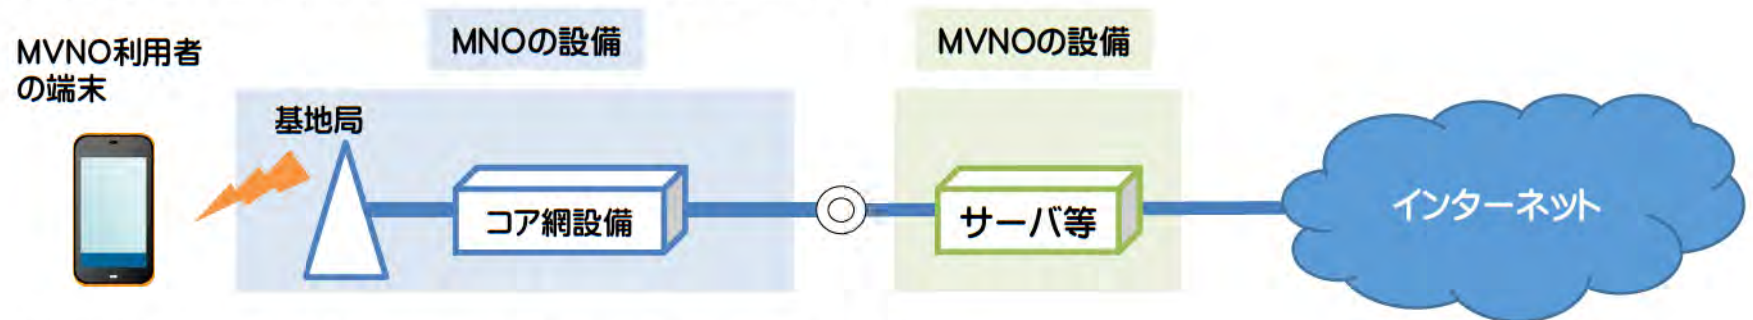 MVNO利用者
の端末
MNOの設備
MVNOの設備
基地局
コア網設備
サーバ等
インターネット